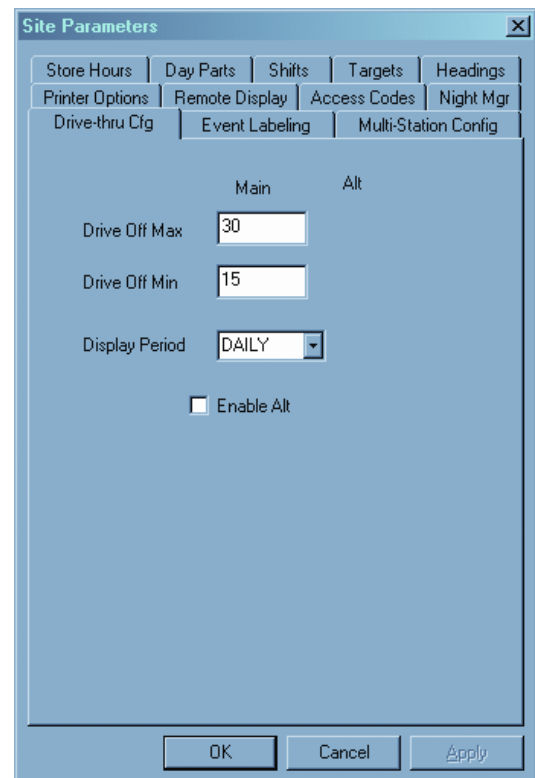 Site Parameters
Store Hours Day Parts Shifts Targets Headings
Printer Options Remote Display Access Codes Night Mgr
Drive-thru Cfg Event Labeling Multi-Station Config
Main Alt
Drive Off Max 30
Drive Off Min 15
Display Period DAILY
Enable Alt
OK Cancel Apply